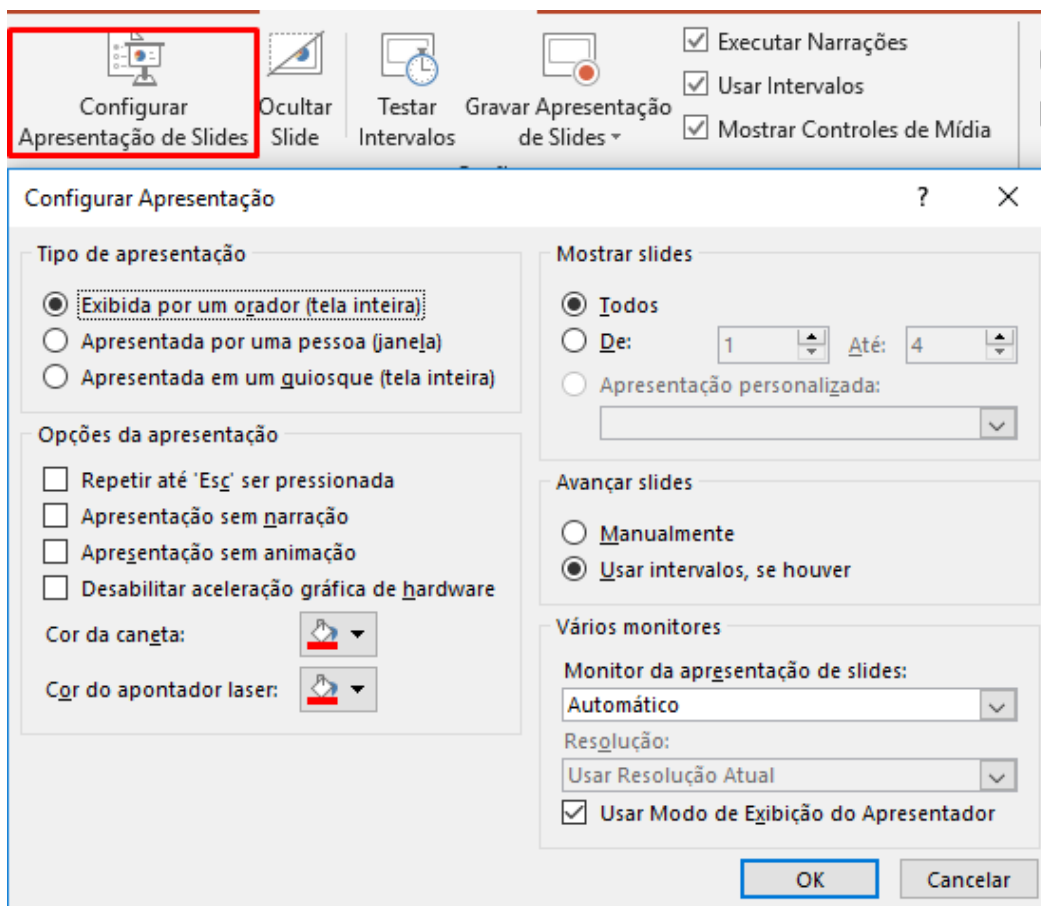 Configurar
Apresentação de Slides
Ocultar
Slide
Testar
Intervalos
Gravar Apresentação
de Slides
Executar Narrações
Usar Intervalos
Mostrar Controles de Mídia
Configurar Apresentação
?
Tipo de apresentação
Exibida por um orador (tela inteira)
Apresentada por uma pessoa (janela)
Apresentada em um guiosque (tela inteira)
Opções da apresentação
Repetir até 'Esc' ser pressionada
Apresentação sem narração
Apresentação sem animação
Desabilitar aceleração gráfica de hardware
Cor da caneta:
Cor do apontador laser:
Mostrar slides
Todos
De: 1 Até: 4
Apresentação personalizada:
Avançar slides
Manualmente
Usar intervalos, se houver
Vários monitores
Monitor da apresentação de slides:
Automático
Resolução:
Usar Resolução Atual
Usar Modo de Exibição do Apresentador
OK
Cancelar